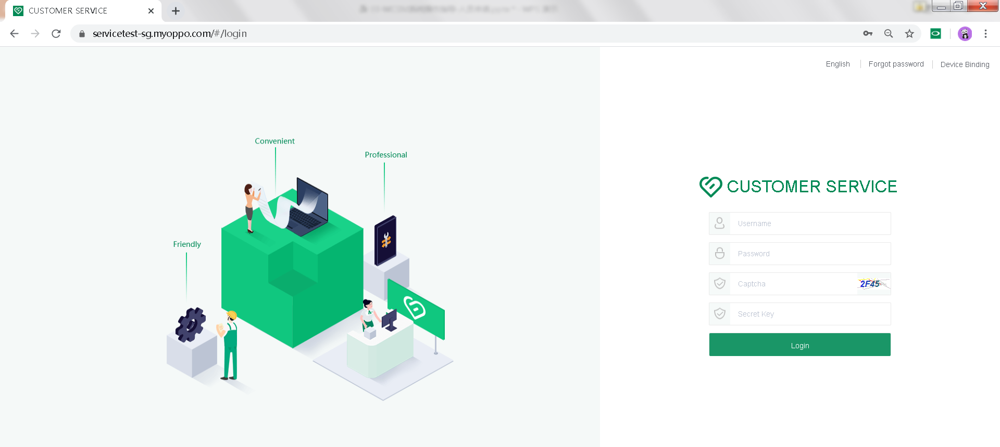 CUSTOMER SERVICE
servicetest-sg.myoppo.com/#/login
English
Forgot password
Device Binding
Convenient
Professional
Friendly
CUSTOMER SERVICE
Username
Password
Captcha
2F45
Secret Key
Login